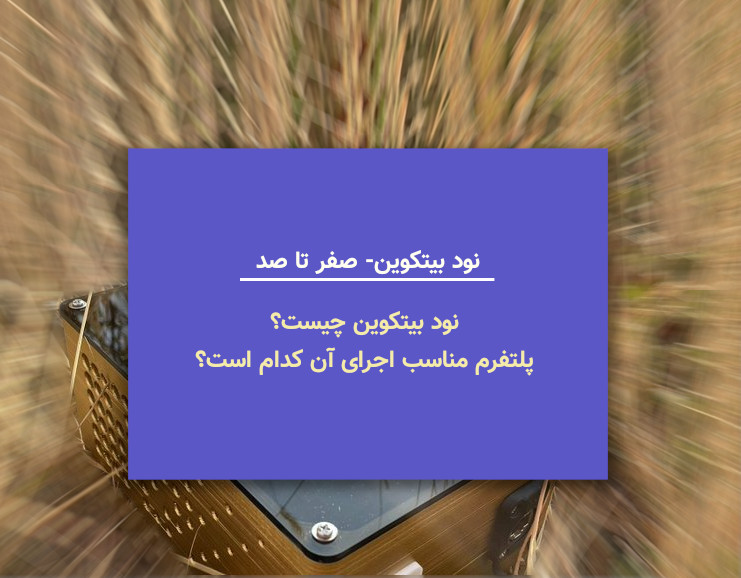 نود بیتکوین- صفر تا صد
نود بیتکوین چیست؟
پلتفرم مناسب اجرای آن کدام است؟